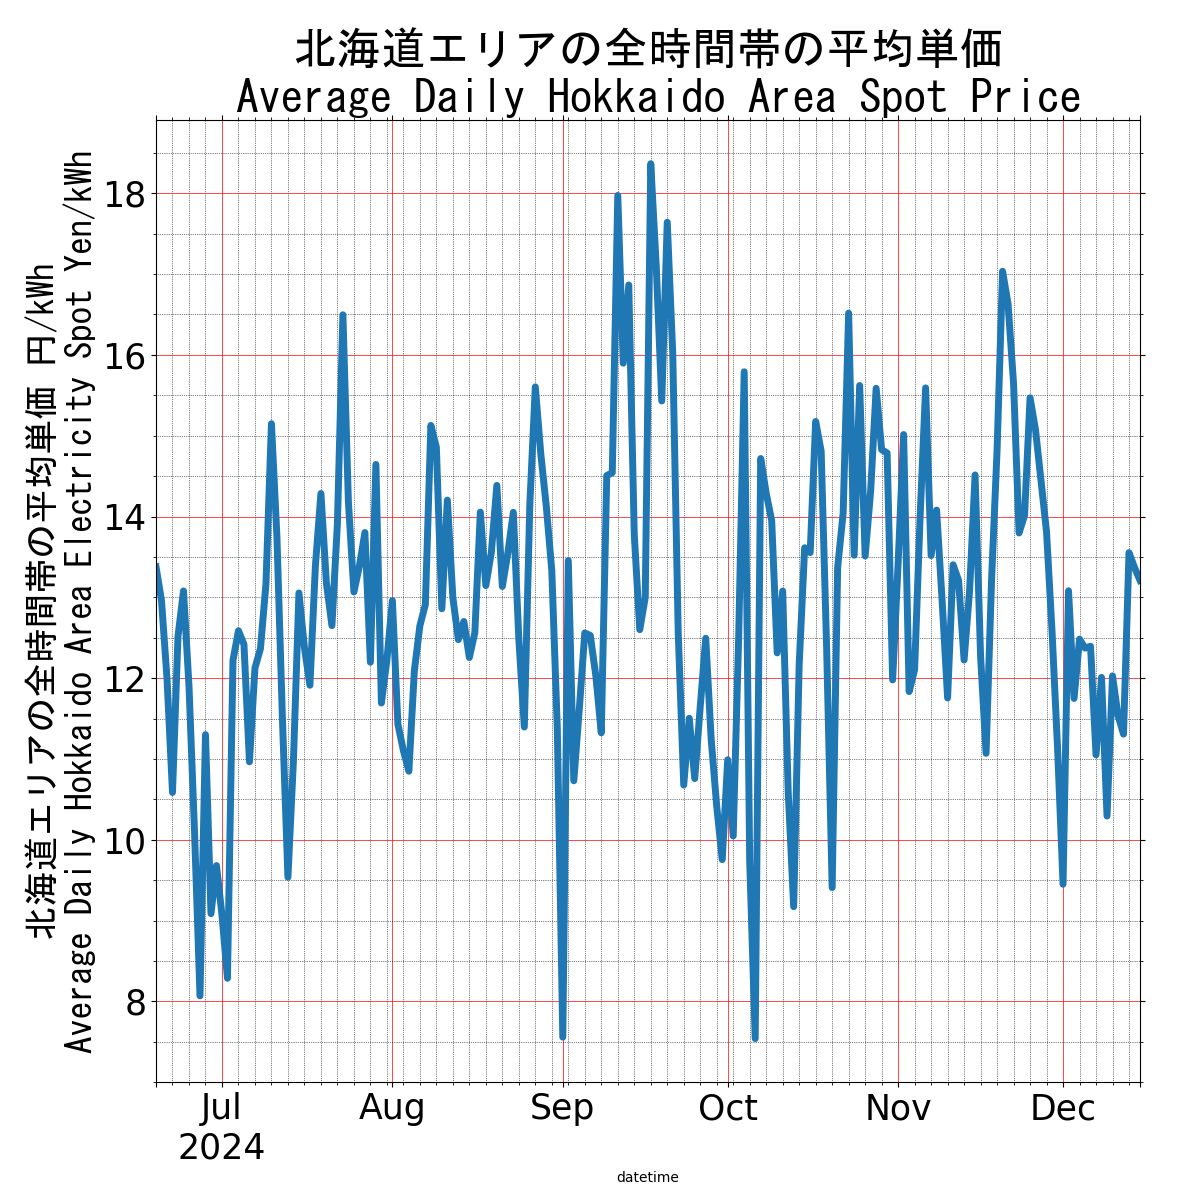 北海道エリアの全時間帯の平均単価
Average Daily Hokkaido Area Spot Price
北海道エリアの全時間帯の平均単価 円/kWh
Average Daily Hokkaido Area Electricity Spot Yen/kWh
18
16
14
12
10
8
Jul
2024
Aug
Sep
Oct
Nov
Dec
datetime